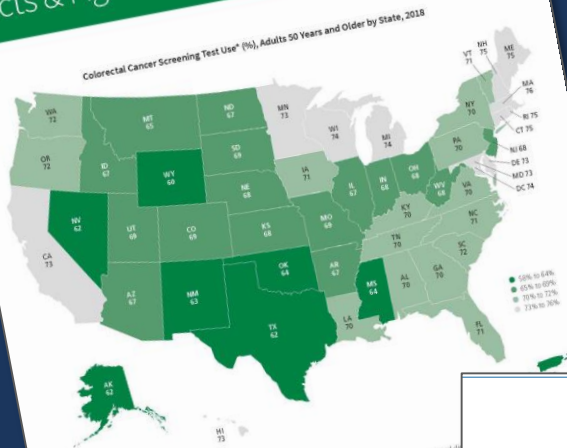 Colorectal Cancer Screening Test Use* (%), Adults 50 Years and Older by State, 2018
WA
72
MT
65
ND
67
MN
73
VT
71
NH
75
ME
75
OR
72
ID
67
WY
60
SD
69
WI
74
MI
74
NY
70
MA
76
RI 75
CT 75
NV
62
UT
69
CO
69
NE
68
IA
71
IL
67
IN
68
OH
68
PA
70
NJ 68
DE 73
MD 73
DC 74
CA
73
AZ
67
NM
63
KS
68
MO
69
KY
70
WV
68
VA
70
OK
64
AR
67
TN
70
NC
71
SC
72
TX
62
LA
70
MS
64
AL
70
GA
70
FL
71
58% to 64%
65% to 69%
70% to 72%
73% to 76%
AK
62
HI
73